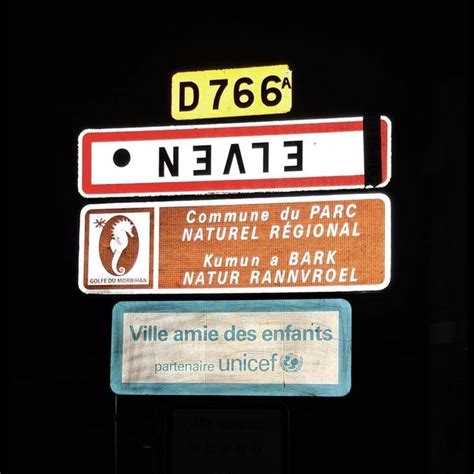 D 766A
ELVEN
Commune du PARC
NATUREL RÉGIONAL
Kumun a BARK
NATUR RANNVROEL
GOLFE DU MORBIHAN
Ville amie des enfants
partenaire unicef